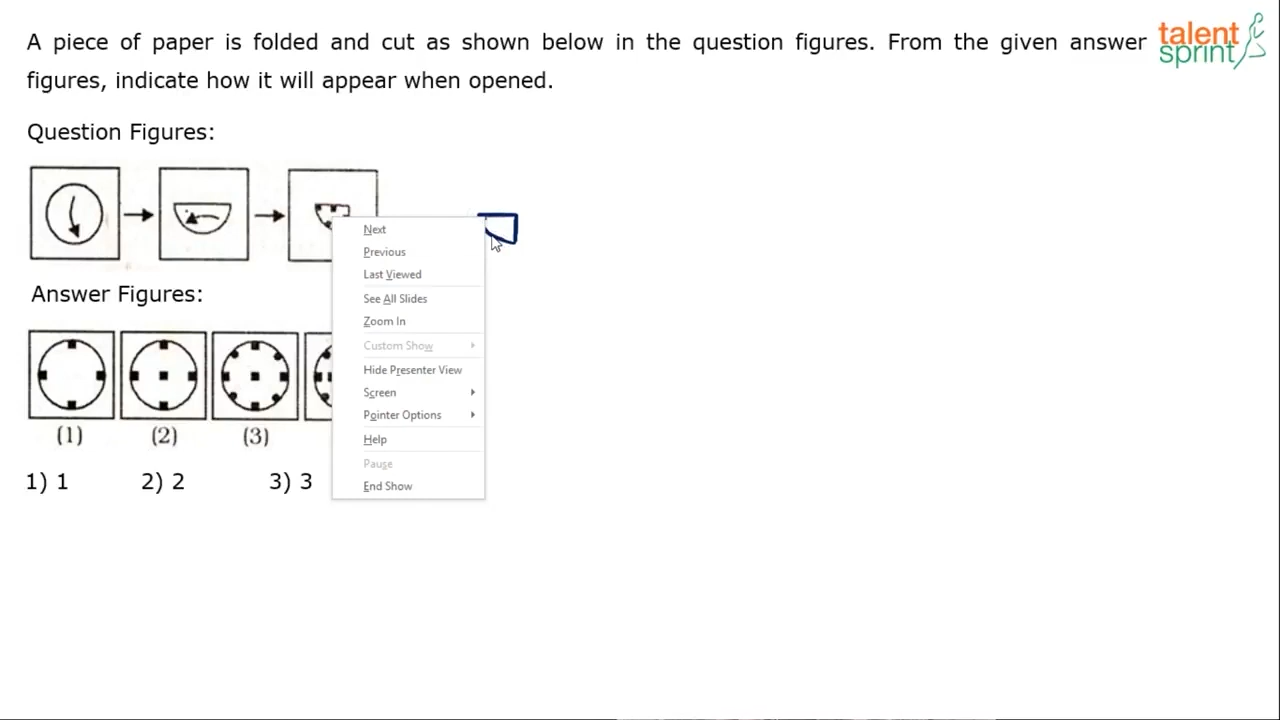 A piece of paper is folded and cut as shown below in the question figures. From the given answer
figures, indicate how it will appear when opened.
talent
sprint
Question Figures:
Next
Previous
Last Viewed
See All Slides
Zoom In
Custom Show
Hide Presenter View
Screen
Pointer Options
Help
Pause
End Show
Answer Figures:
(1) (2) (3)
1) 1 2) 2 3) 3